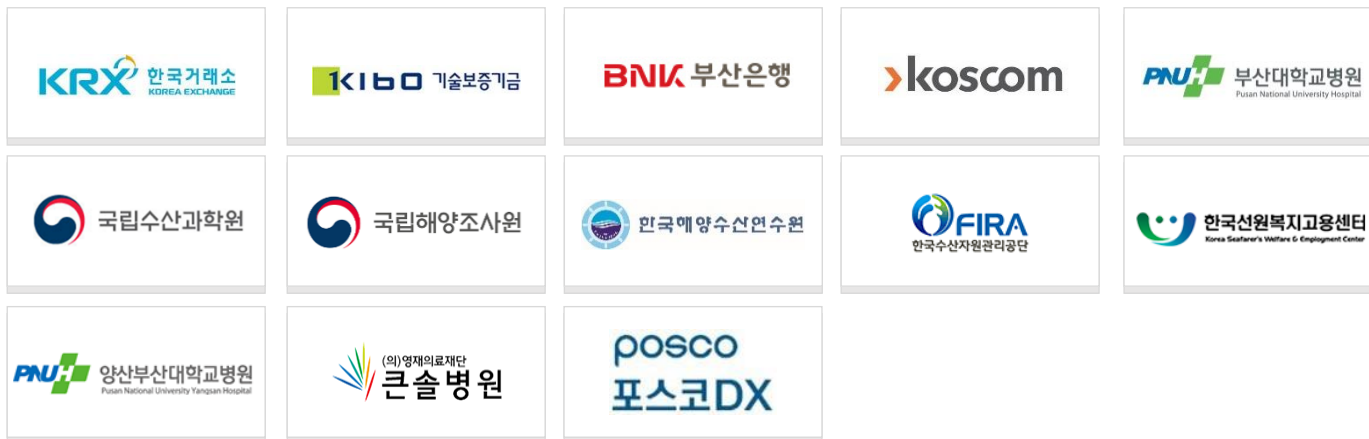 KRX 한국거래소
KOREA EXCHANGE
KIBO 기술보증기금
BNK 부산은행
koscom
PNUH 부산대학교병원
Pusan National University Hospital
국립수산과학원
국립해양조사원
한국해양수산연수원
FIRA
한국수산자원관리공단
한국선원복지고용센터
Korea Seafarer's Welfare & Employment Center
PNUH 양산부산대학교병원
Pusan National University Yangsan Hospital
(의)영재의료재단
큰솔병원
posco
포스코DX